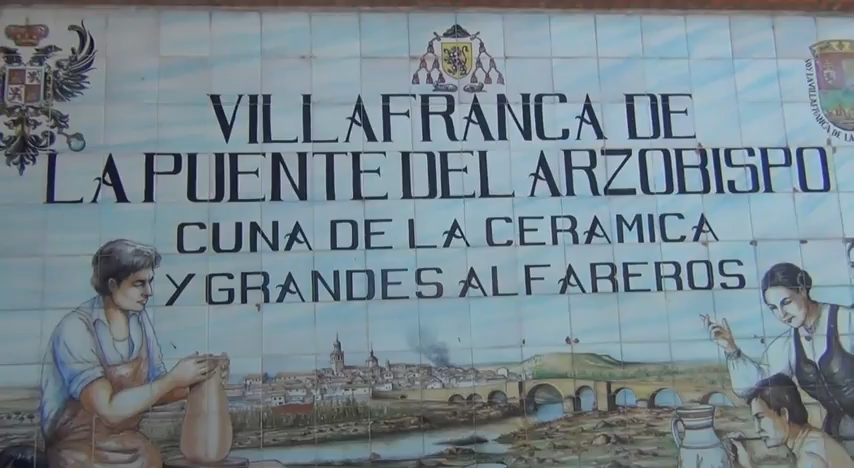 VILLAFRANCA DE
LA PUENTE DEL ARZOBISPO
CUNA DE LA CERAMICA
Y GRANDES ALFAREROS